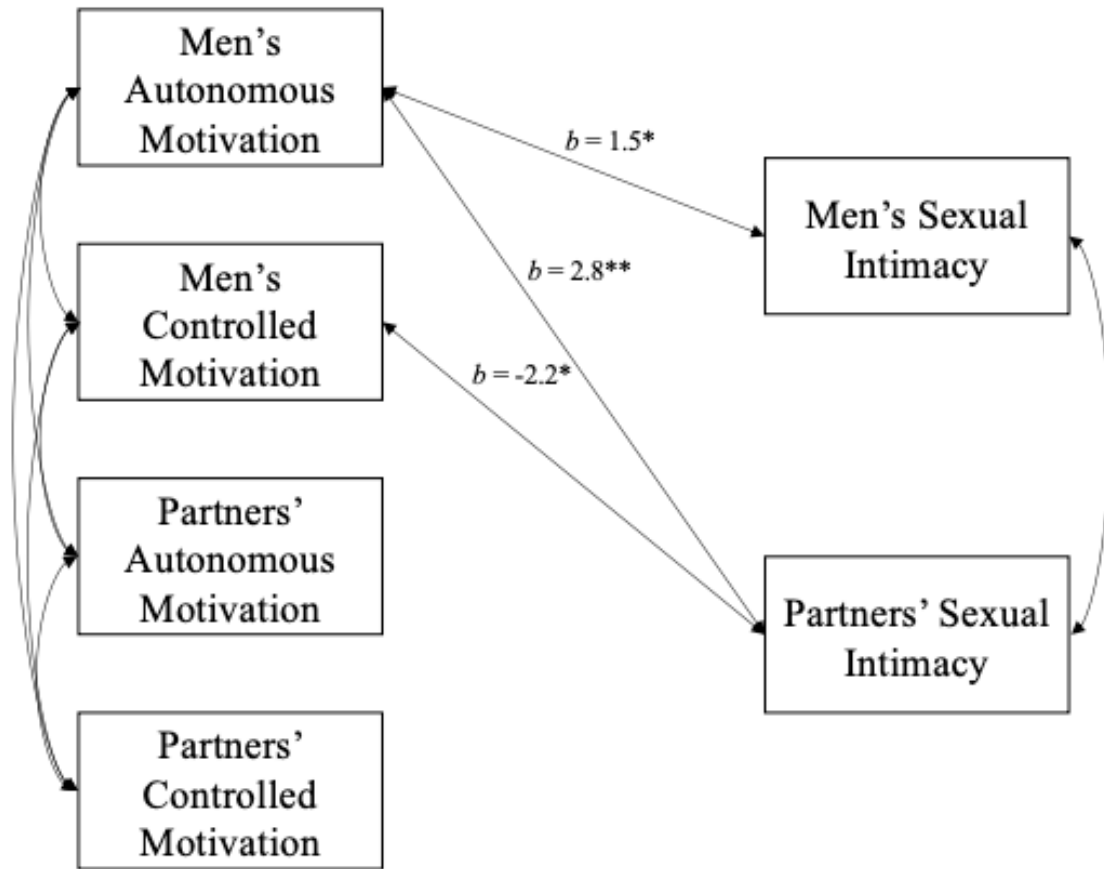 Men’s
Autonomous
Motivation
b = 1.5*
Men’s Sexual
Intimacy
Men’s
Controlled
Motivation
b = 2.8**
b = -2.2*
Partners’
Autonomous
Motivation
Partners’ Sexual
Intimacy
Partners’
Controlled
Motivation